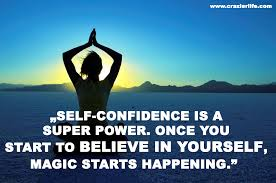 www.crazierlife.com
„SELF-CONFIDENCE IS A
SUPER POWER. ONCE YOU
START TO BELIEVE IN YOURSELF,
MAGIC STARTS HAPPENING.”